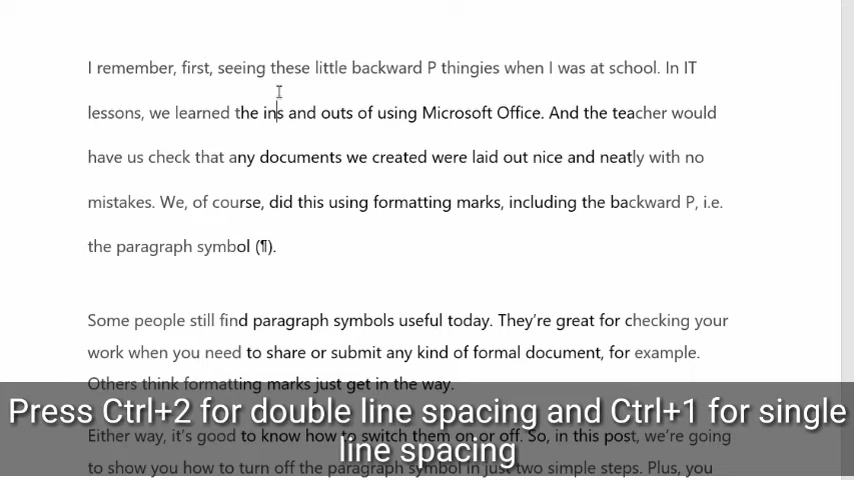 I remember, first, seeing these little backward P thingies when I was at school. In IT
lessons, we learned the ins and outs of using Microsoft Office. And the teacher would
have us check that any documents we created were laid out nice and neatly with no
mistakes. We, of course, did this using formatting marks, including the backward P, i.e.
the paragraph symbol (¶).
Some people still find paragraph symbols useful today. They’re great for checking your
work when you need to share or submit any kind of formal document, for example.
Others think formatting marks just get in the way.
Press Ctrl+2 for double line spacing and Ctrl+1 for single
line spacing
Either way, it’s good to know how to switch them on or off. So, in this post, we’re going
to show you how to turn off the paragraph symbol in just two simple steps. Plus, you